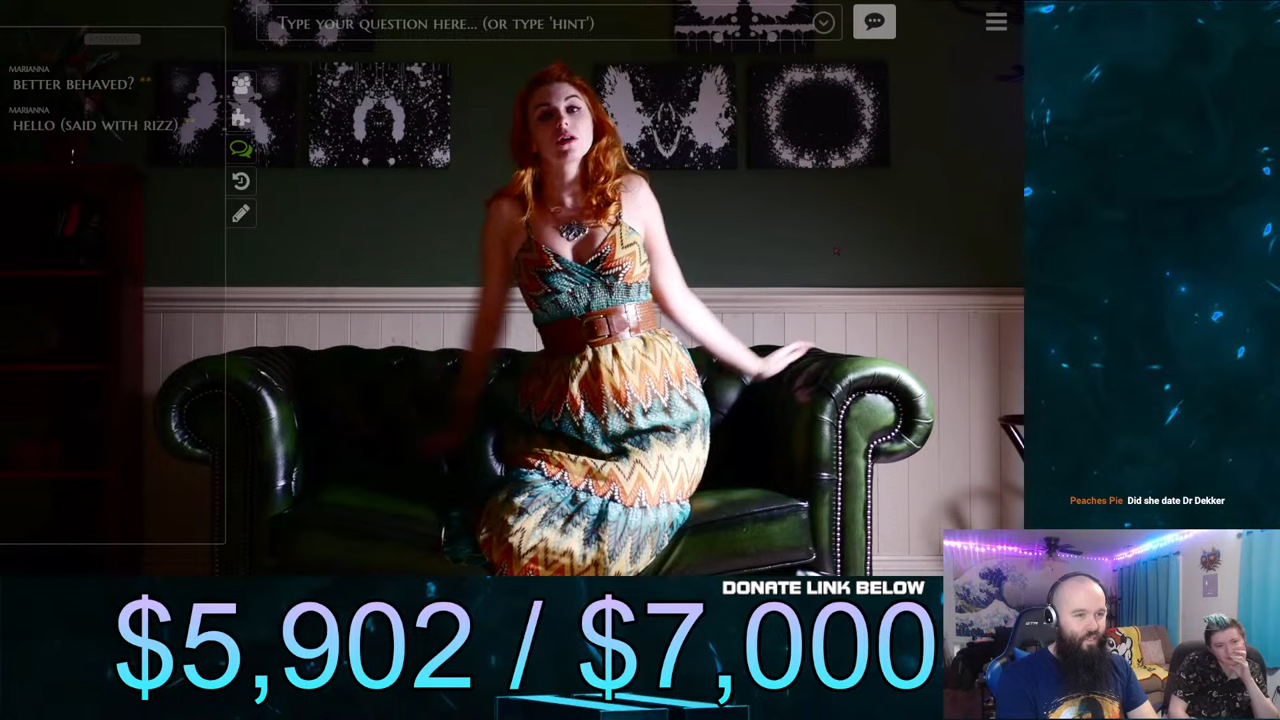 Type your question here... (or type 'hint')
Marianna
Better behaved? **
Marianna
Hello (said with rizz) **
Peaches Pie Did she date Dr Dekker
DONATE LINK BELOW
$5,902 / $7,000